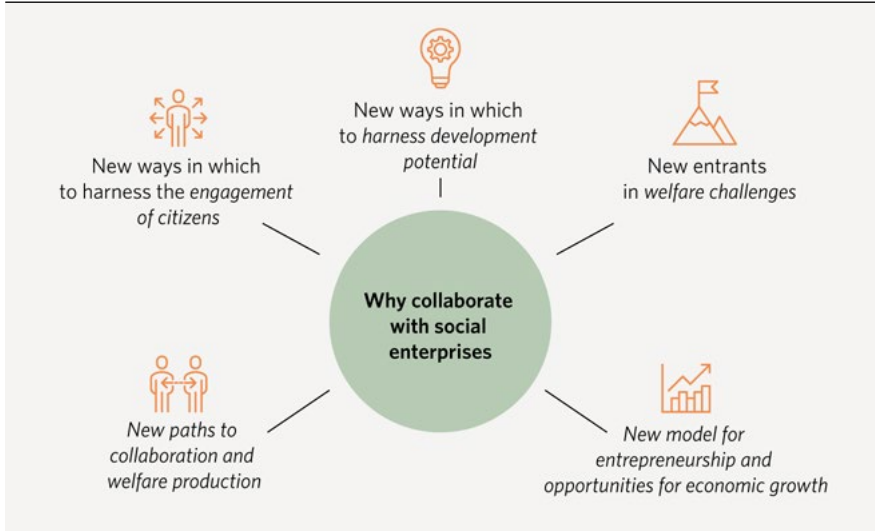 New ways in which
to harness development
potential
New ways in which
to harness the engagement
of citizens
New entrants
in welfare challenges
Why collaborate
with social
enterprises
New paths to
collaboration and
welfare production
New model for
entrepreneurship and
opportunities for economic growth